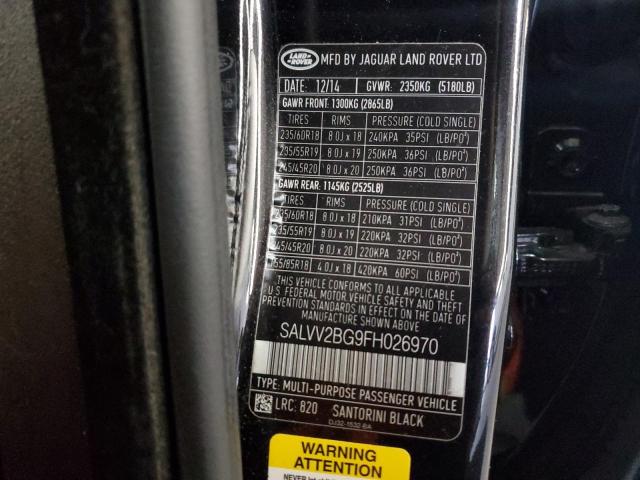 LAND ROVER MFD BY JAGUAR LAND ROVER LTD
DATE: 12/14 GVWR: 2350KG (5180LB)
GAWR FRONT: 1300KG (2865LB)
TIRES RIMS PRESSURE (COLD SINGLE)
235/60R18 8.0J x 18 240KPA 35PSI (LB/PO²)
235/55R19 8.0J x 19 250KPA 36PSI (LB/PO²)
245/45R20 8.0J x 20 250KPA 36PSI (LB/PO²)
GAWR REAR: 1145KG (2525LB)
TIRES RIMS PRESSURE (COLD SINGLE)
235/60R18 8.0J x 18 210KPA 31PSI (LB/PO²)
235/55R19 8.0J x 19 220KPA 32PSI (LB/PO²)
245/45R20 8.0J x 20 220KPA 32PSI (LB/PO²)
155/85R18 4.0J x 18 420KPA 60PSI (LB/PO²)
THIS VEHICLE CONFORMS TO ALL APPLICABLE
U.S. FEDERAL MOTOR VEHICLE SAFETY AND THEFT
PREVENTION STANDARDS IN EFFECT ON THE DATE
OF MANUFACTURE SHOWN ABOVE.
SALVV2BG9FH026970
TYPE: MULTI-PURPOSE PASSENGER VEHICLE
LRC: 820 SANTORINI BLACK
DJ32-1532-BA
WARNING
ATTENTION
NEVER